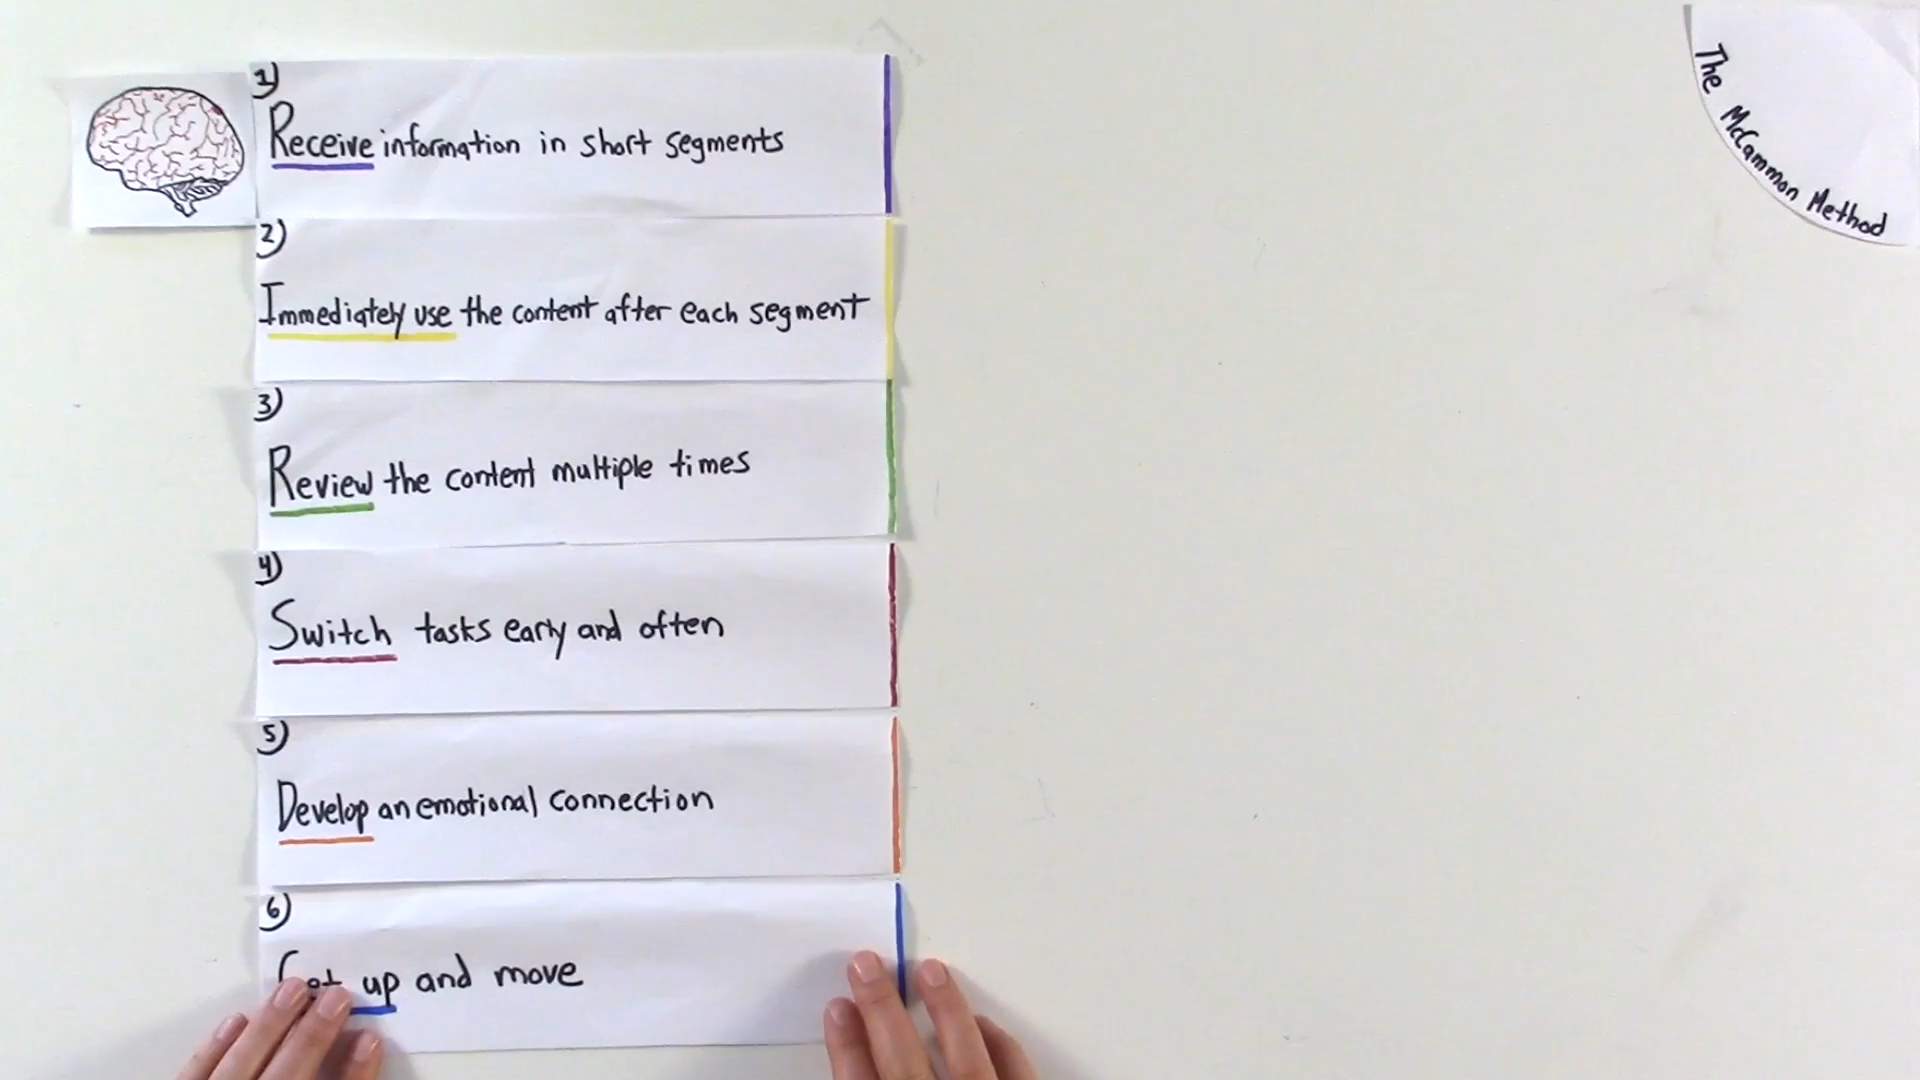 1)
Receive information in short segments
2)
Immediately use the content after each segment
3)
Review the content multiple times
4)
Switch tasks early and often
5)
Develop an emotional connection
6)
up and move
The McCammon Method